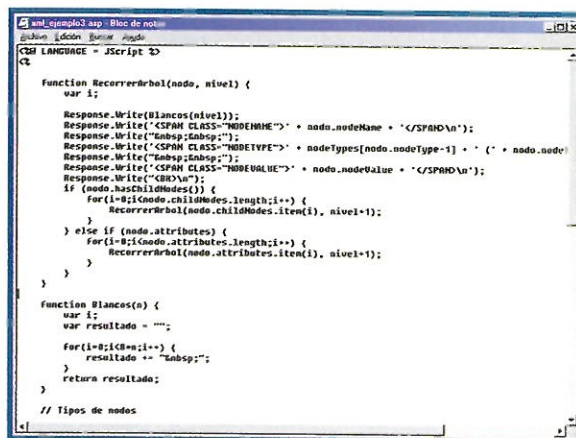 xml_ejemplo3.asp - Bloc de notas
Archivo Edición Buscar Ayuda
<%@ LANGUAGE = JScript %>
<%
Function RecorrerArbol(nodo, nivel) {
var i;
Response.Write(Blancos(nivel));
Response.Write('<SPAN CLASS="NODENAME">' + nodo.nodeName + '</SPAN>\n');
Response.Write("&nbsp;&nbsp;");
Response.Write('<SPAN CLASS="NODETYPE">' + nodeTypes[nodo.nodeType-1] + ' (' + nodo.nodeT
Response.Write("&nbsp;&nbsp;");
Response.Write('<SPAN CLASS="NODEVALUE">' + nodo.nodeValue + '</SPAN>\n');
Response.Write("<BR>\n");
if (nodo.hasChildNodes()) {
for(i=0;i<nodo.childNodes.length;i++) {
RecorrerArbol(nodo.childNodes.item(i), nivel+1);
}
} else if (nodo.attributes) {
for(i=0;i<nodo.attributes.length;i++) {
RecorrerArbol(nodo.attributes.item(i), nivel+1);
}
}
}
Function Blancos(n) {
var i;
var resultado = "";
for(i=0;i<8*n;i++) {
resultado += "&nbsp;";
}
return resultado;
}
// Tipos de nodos